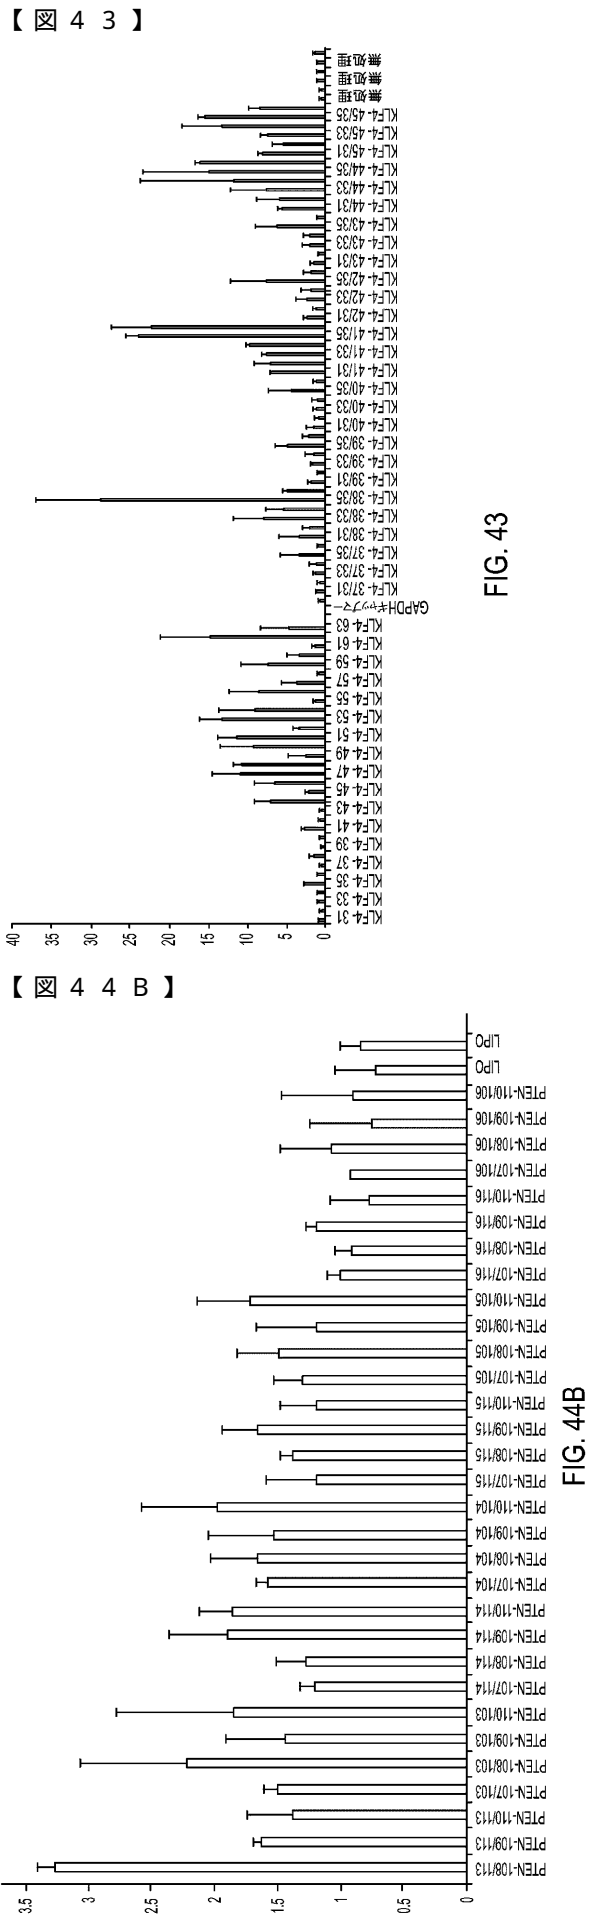 【図４３】
無処理
無処理
無処理
KLF4-45/35
KLF4-45/33
KLF4-45/31
KLF4-44/35
KLF4-44/33
KLF4-44/31
KLF4-43/35
KLF4-43/33
KLF4-43/31
KLF4-42/35
KLF4-42/33
KLF4-42/31
KLF4-41/35
KLF4-41/33
KLF4-41/31
KLF4-40/35
KLF4-40/33
KLF4-40/31
KLF4-39/35
KLF4-39/33
KLF4-39/31
KLF4-38/35
KLF4-38/33
KLF4-38/31
KLF4-37/35
KLF4-37/33
KLF4-37/31
GAPDHギャップマー
KLF4-63
KLF4-61
KLF4-59
KLF4-57
KLF4-55
KLF4-53
KLF4-51
KLF4-49
KLF4-47
KLF4-45
KLF4-43
KLF4-41
KLF4-39
KLF4-37
KLF4-35
KLF4-33
KLF4-31
40 35 30 25 20 15 10 5 0
FIG. 43
【図４４Ｂ】
LIPO
LIPO
PTEN-110/106
PTEN-109/106
PTEN-108/106
PTEN-107/106
PTEN-110/116
PTEN-109/116
PTEN-108/116
PTEN-107/116
PTEN-110/105
PTEN-109/105
PTEN-108/105
PTEN-107/105
PTEN-110/115
PTEN-109/115
PTEN-108/115
PTEN-107/115
PTEN-110/104
PTEN-109/104
PTEN-108/104
PTEN-107/104
PTEN-110/114
PTEN-109/114
PTEN-108/114
PTEN-107/114
PTEN-110/103
PTEN-109/103
PTEN-108/103
PTEN-107/103
PTEN-110/113
PTEN-109/113
PTEN-108/113
3.5 3 2.5 2 1.5 1 0.5 0
FIG. 44B